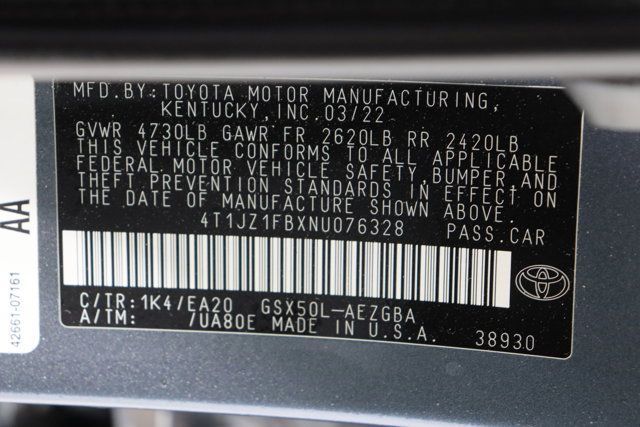 MFD.BY:TOYOTA MOTOR MANUFACTURING,
KENTUCKY,INC.03/22
GVWR 4730LB GAWR FR 2620LB RR 2420LB
THIS VEHICLE CONFORMS TO ALL APPLICABLE
FEDERAL MOTOR VEHICLE SAFETY, BUMPER,AND
THEFT PREVENTION STANDARDS IN EFFECT ON
THE DATE OF MANUFACTURE SHOWN ABOVE.
4T1JZ1FBXNU076328 PASS.CAR
C/TR:1K4/EA20 GSX50L-AEZGBA
A/TM: /UA80E MADE IN U.S.A. 38930
AA
42661-07161